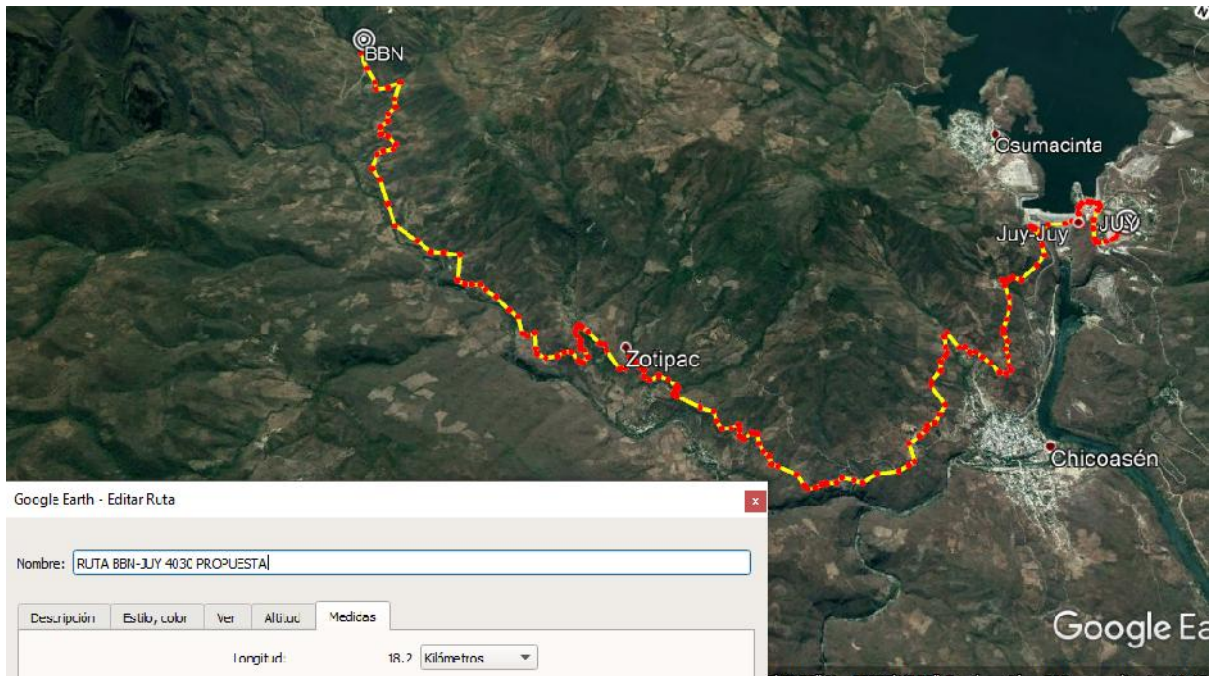 N
BBN
Osumacinta
Juy-Juy
JUY
Zotipac
Chicoasén
Google Earth - Editar Ruta
x
Nombre:
RUTA BBN-JUY 4030 PROPUESTA
Descripción
Estilo, color
Ver
Altitud
Medidas
Longitud:
18.2
Kilómetros
Google Ea